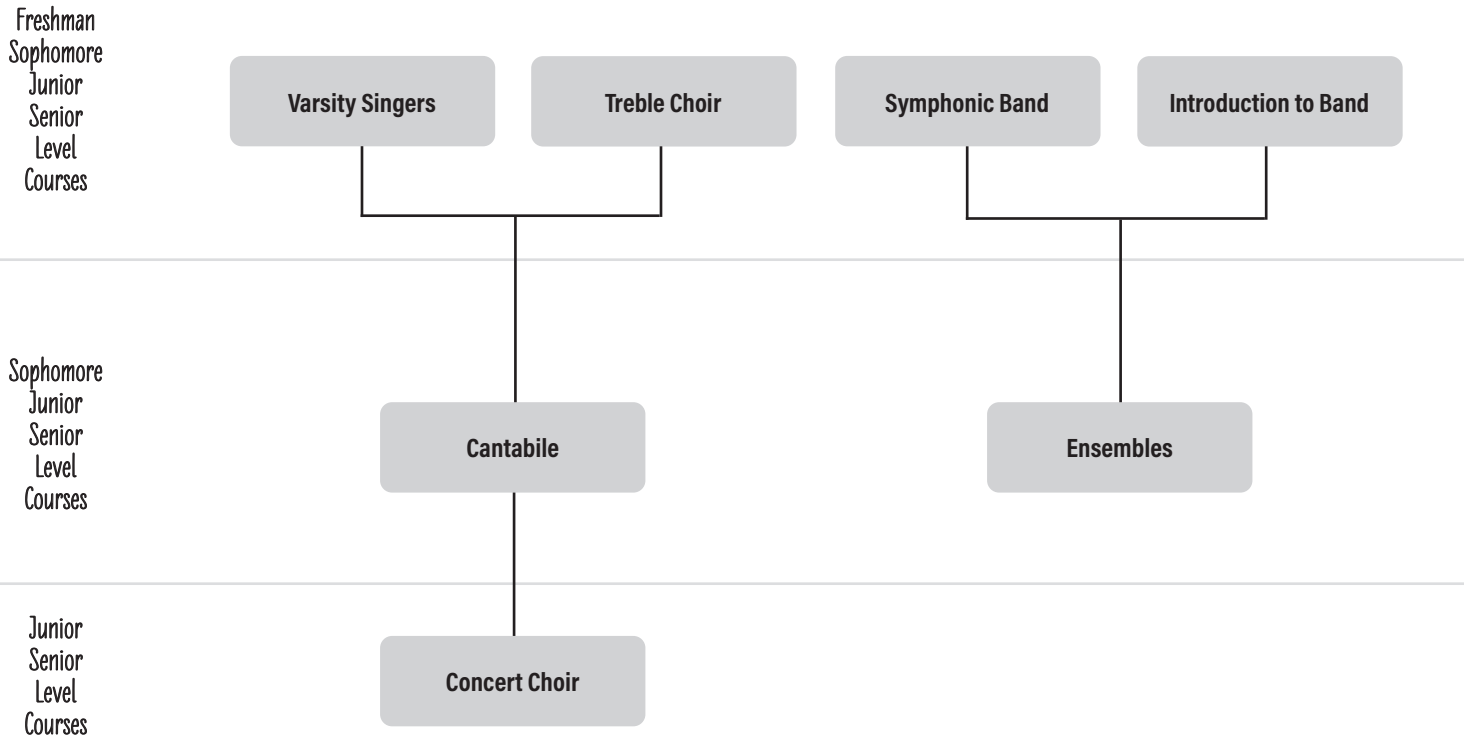 Freshman
Sophomore
Junior
Senior
Level
Courses
Varsity Singers
Treble Choir
Symphonic Band
Introduction to Band
Sophomore
Junior
Senior
Level
Courses
Cantabile
Ensembles
Junior
Senior
Level
Courses
Concert Choir